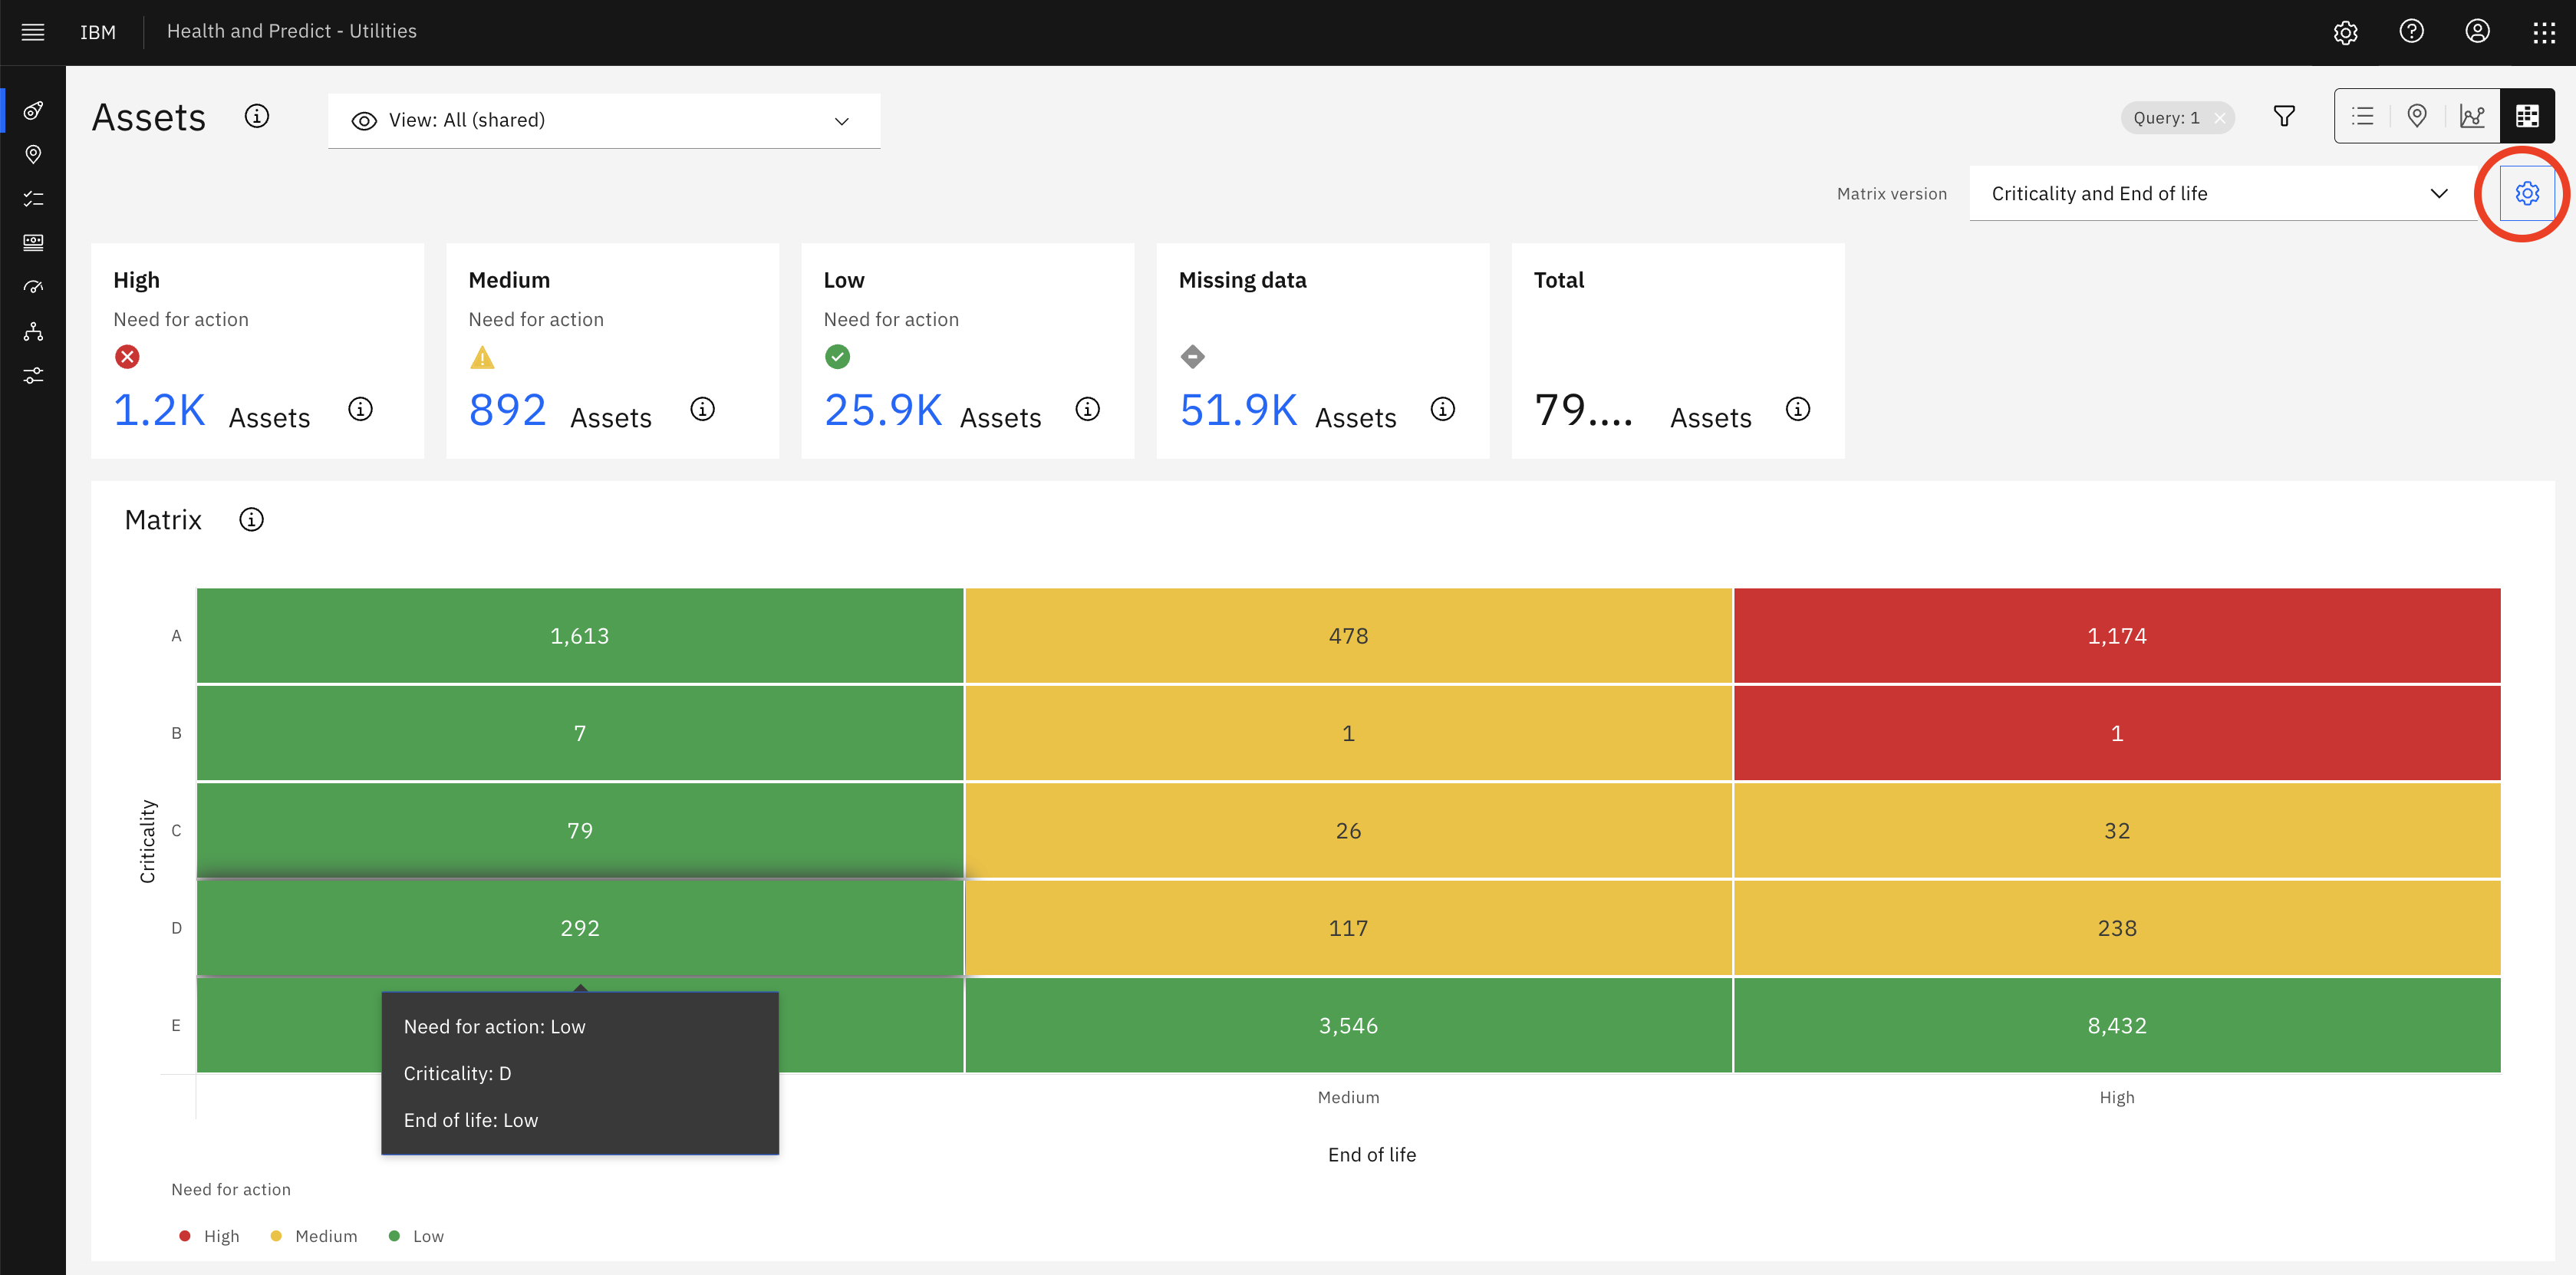 IBM Health and Predict - Utilities
Assets View: All (shared) Query: 1
Matrix version Criticality and End of life
High Medium Low Missing data Total
Need for action Need for action Need for action
1.2K Assets 892 Assets 25.9K Assets 51.9K Assets 79.... Assets
Matrix
A 1,613 478 1,174
B 7 1 1
Criticality
C 79 26 32
D 292 117 238
E 3,546 8,432
Need for action: Low
Criticality: D
End of life: Low
Medium High
End of life
Need for action
High Medium Low